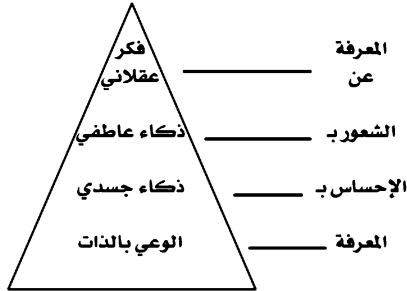 المعرفة
عن
فكر
عقلاني
الشعور بـ
ذكاء عاطفي
الإحساس بـ
ذكاء جسدي
المعرفة
الوعي بالذات